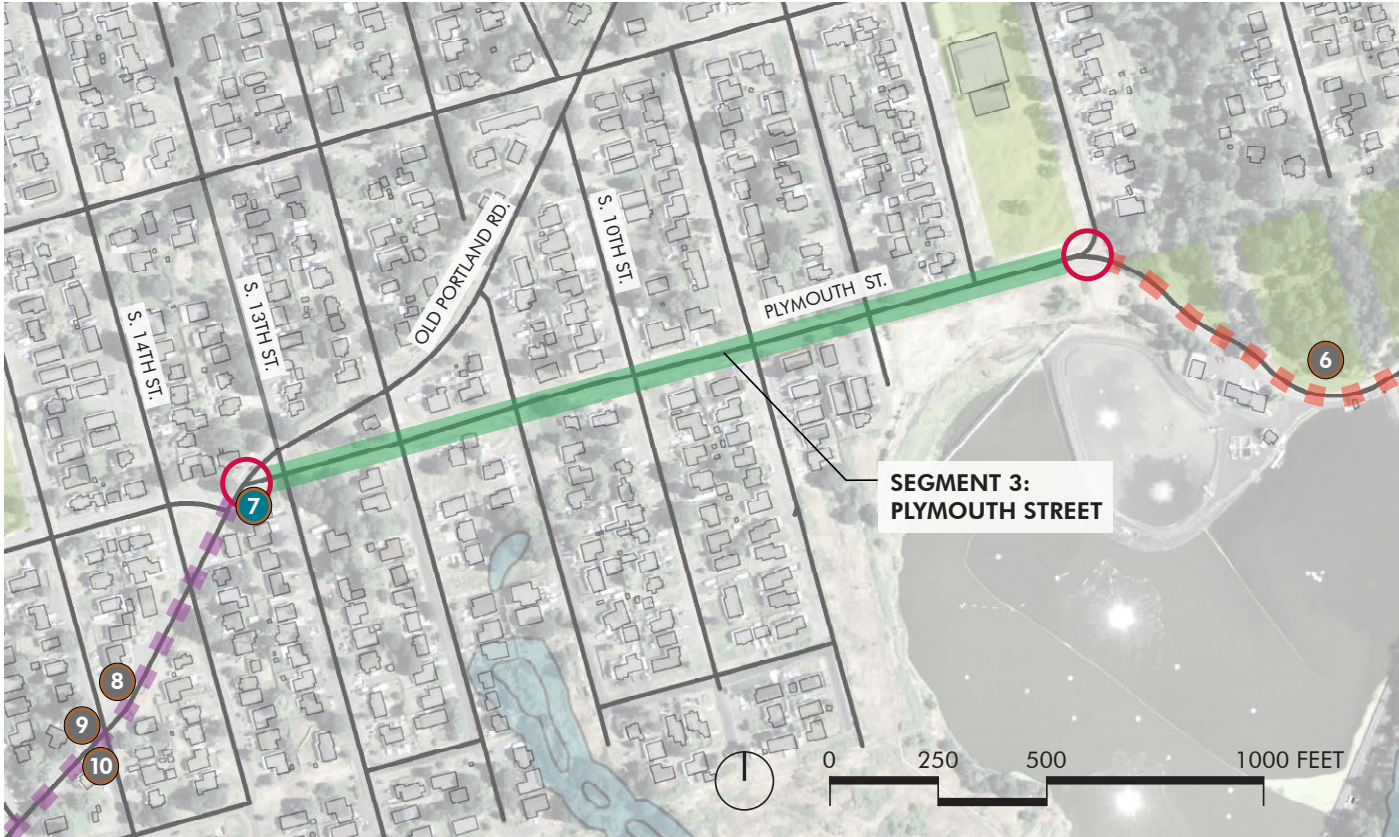 OLD PORTLAND RD.
S. 10TH ST.
S. 13TH ST.
S. 14TH ST.
PLYMOUTH ST.
6
SEGMENT 3:
PLYMOUTH STREET
7
8
9
10
0 250 500 1000 FEET